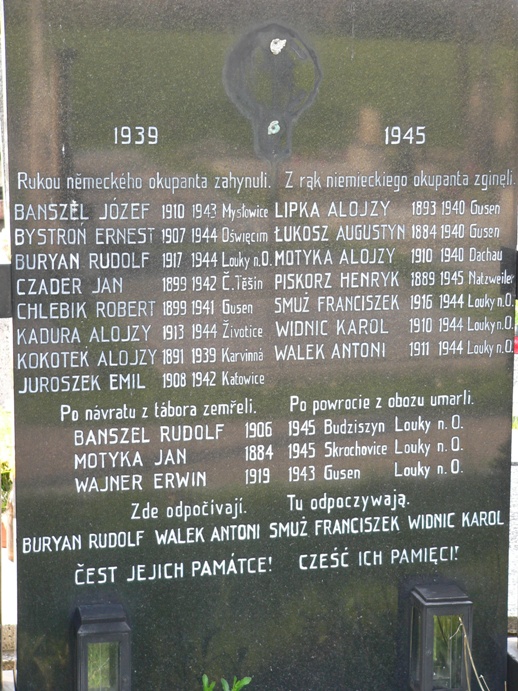 1939 1945
Rukou německého okupanta zahynuli. Z rąk niemieckiego okupanta zginęli.
BANSZEL JÓZEF 1910 1943 Mysłowice LIPKA ALOJZY 1893 1940 Gusen
BYSTROŃ ERNEST 1907 1944 Oświęcim ŁUKOSZ AUGUSTYN 1884 1940 Gusen
BURYAN RUDOLF 1917 1944 Louky n.O. MOTYKA ALOJZY 1910 1940 Dachau
CZADER JAN 1899 1942 Č.Těšín PISKORZ HENRYK 1889 1945 Natzweiler
CHLEBIK ROBERT 1899 1941 Gusen SMUŻ FRANCISZEK 1916 1944 Louky n.O.
KADURA ALOJZY 1913 1944 Životice WIDNIC KAROL 1910 1944 Louky n.O.
KOKOTEK ALOJZY 1891 1939 Karvinná WALEK ANTONI 1911 1944 Louky n.O.
JUROSZEK EMIL 1908 1942 Katowice
Po návratu z tábora zemřeli. Po powrocie z obozu umarli.
BANSZEL RUDOLF 1906 1945 Budziszyn Louky n.O.
MOTYKA JAN 1884 1945 Skrochovice Louky n.O.
WAJNER ERWIN 1919 1943 Gusen Louky n.O.
Zde odpočívají. Tu odpoczywają.
BURYAN RUDOLF WALEK ANTONI SMUŻ FRANCISZEK WIDNIC KAROL
ČEST JEJICH PAMÁTCE! CZEŚĆ ICH PAMIĘCI!